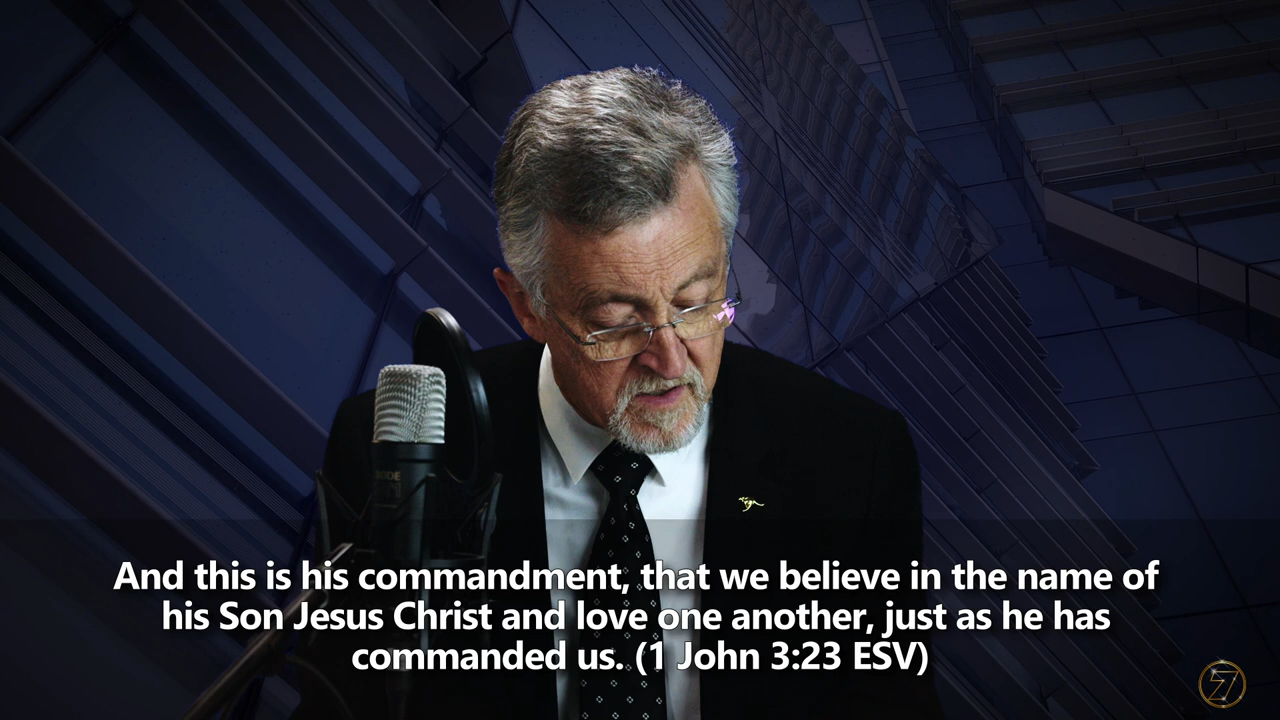 RODE
And this is his commandment, that we believe in the name of
his Son Jesus Christ and love one another, just as he has
commanded us. (1 John 3:23 ESV)